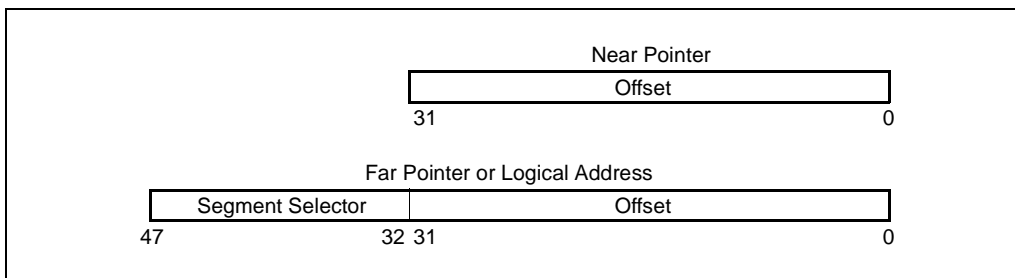 Near Pointer
Offset
31 0
Far Pointer or Logical Address
Segment Selector Offset
47 32 31 0